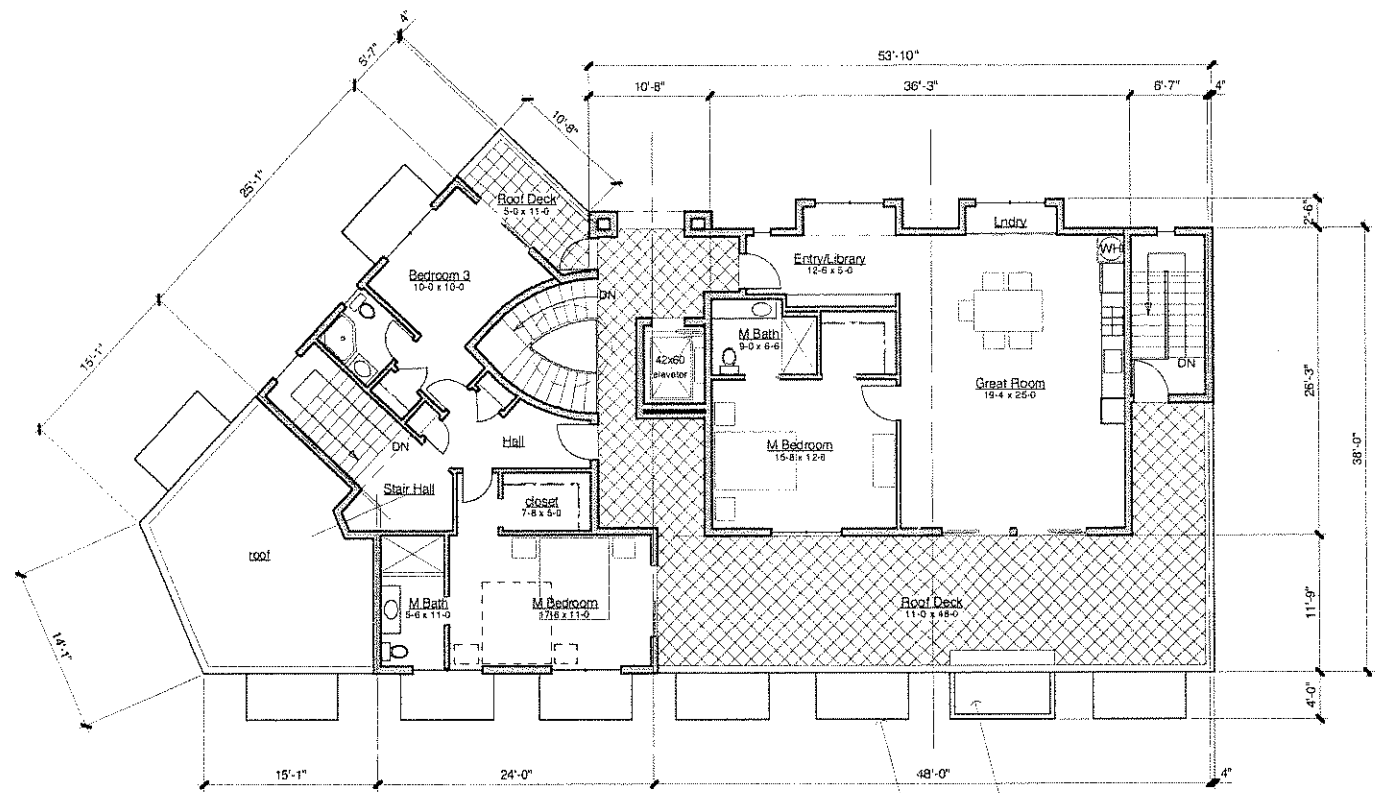 4"
5'-7"
53'-10"
10'-8"
36'-3"
6'-7"
4"
10'-8"
25'-1"
Roof Deck
5-0 x 11-0
2'-6"
Lndry
WH
Entry/Library
12-6 x 5-0
Bedroom 3
10-0 x 10-0
DN
15'-1"
M Bath
9-0 x 6-6
42x60
elevator
DN
Great Room
19-4 x 25-0
26'-3"
38'-0"
Hall
M Bedroom
15-8 x 12-6
DN
Stair Hall
closet
7-8 x 5-0
roof
M Bath
5-6 x 11-0
M Bedroom
17-6 x 11-0
Roof Deck
11-0 x 48-0
11'-9"
14'-1"
4'-0"
15'-1"
24'-0"
48'-0"
4"